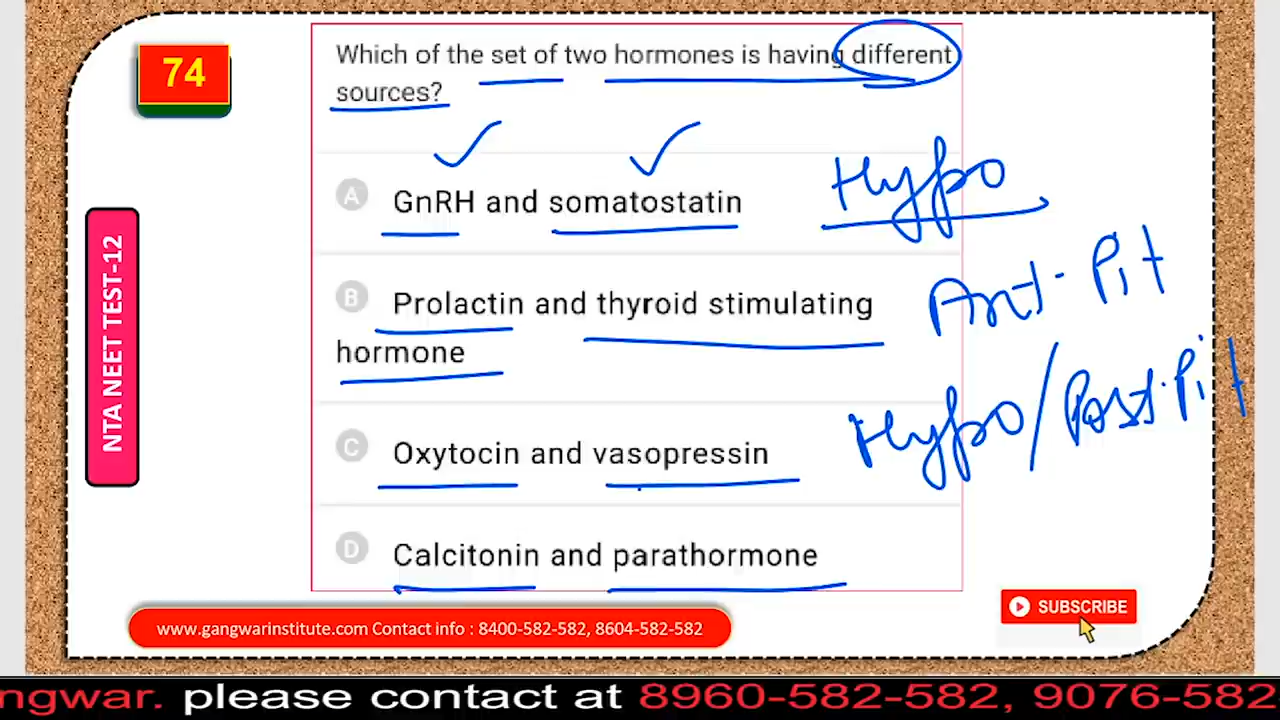 74
Which of the set of two hormones is having different
sources?
A GnRH and somatostatin
Hypo
B Prolactin and thyroid stimulating
hormone
Ant. Pit
C Oxytocin and vasopressin
Hypo/Post.Pit
D Calcitonin and parathormone
NTA NEET TEST-12
SUBSCRIBE
www.gangwarinstitute.com Contact info : 8400-582-582, 8604-582-582
ngwar. please contact at 8960-582-582, 9076-582